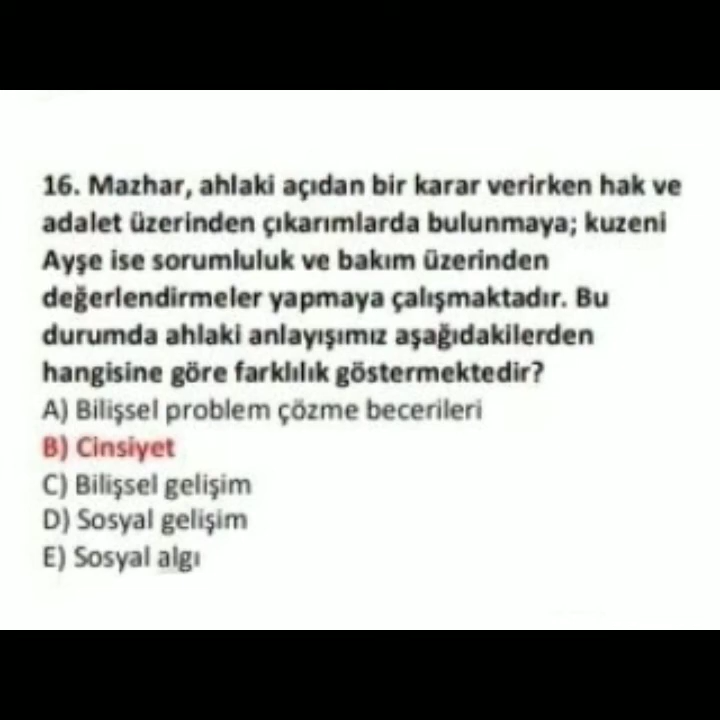 16. Mazhar, ahlaki açıdan bir karar verirken hak ve
adalet üzerinden çıkarımlarda bulunmaya; kuzeni
Ayşe ise sorumluluk ve bakım üzerinden
değerlendirmeler yapmaya çalışmaktadır. Bu
durumda ahlaki anlayışımız aşağıdakilerden
hangisine göre farklılık göstermektedir?
A) Bilişsel problem çözme becerileri
B) Cinsiyet
C) Bilişsel gelişim
D) Sosyal gelişim
E) Sosyal algı